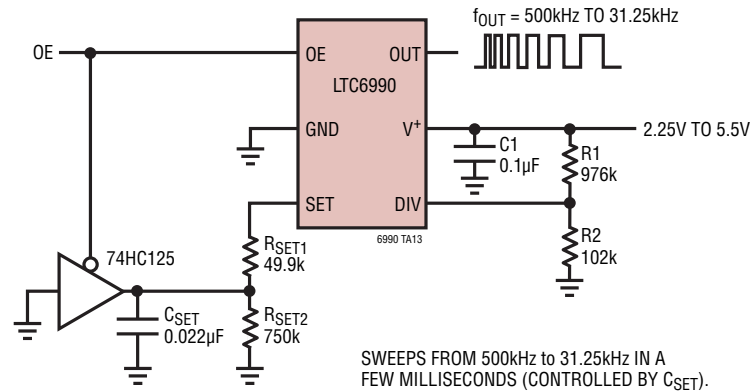 fOUT = 500kHz TO 31.25kHz
OE
OE
OUT
LTC6990
GND
V+
2.25V TO 5.5V
C1
0.1µF
R1
976k
SET
DIV
6990 TA13
R2
102k
74HC125
RSET1
49.9k
CSET
0.022µF
RSET2
750k
SWEEPS FROM 500kHz to 31.25kHz IN A
FEW MILLISECONDS (CONTROLLED BY CSET).